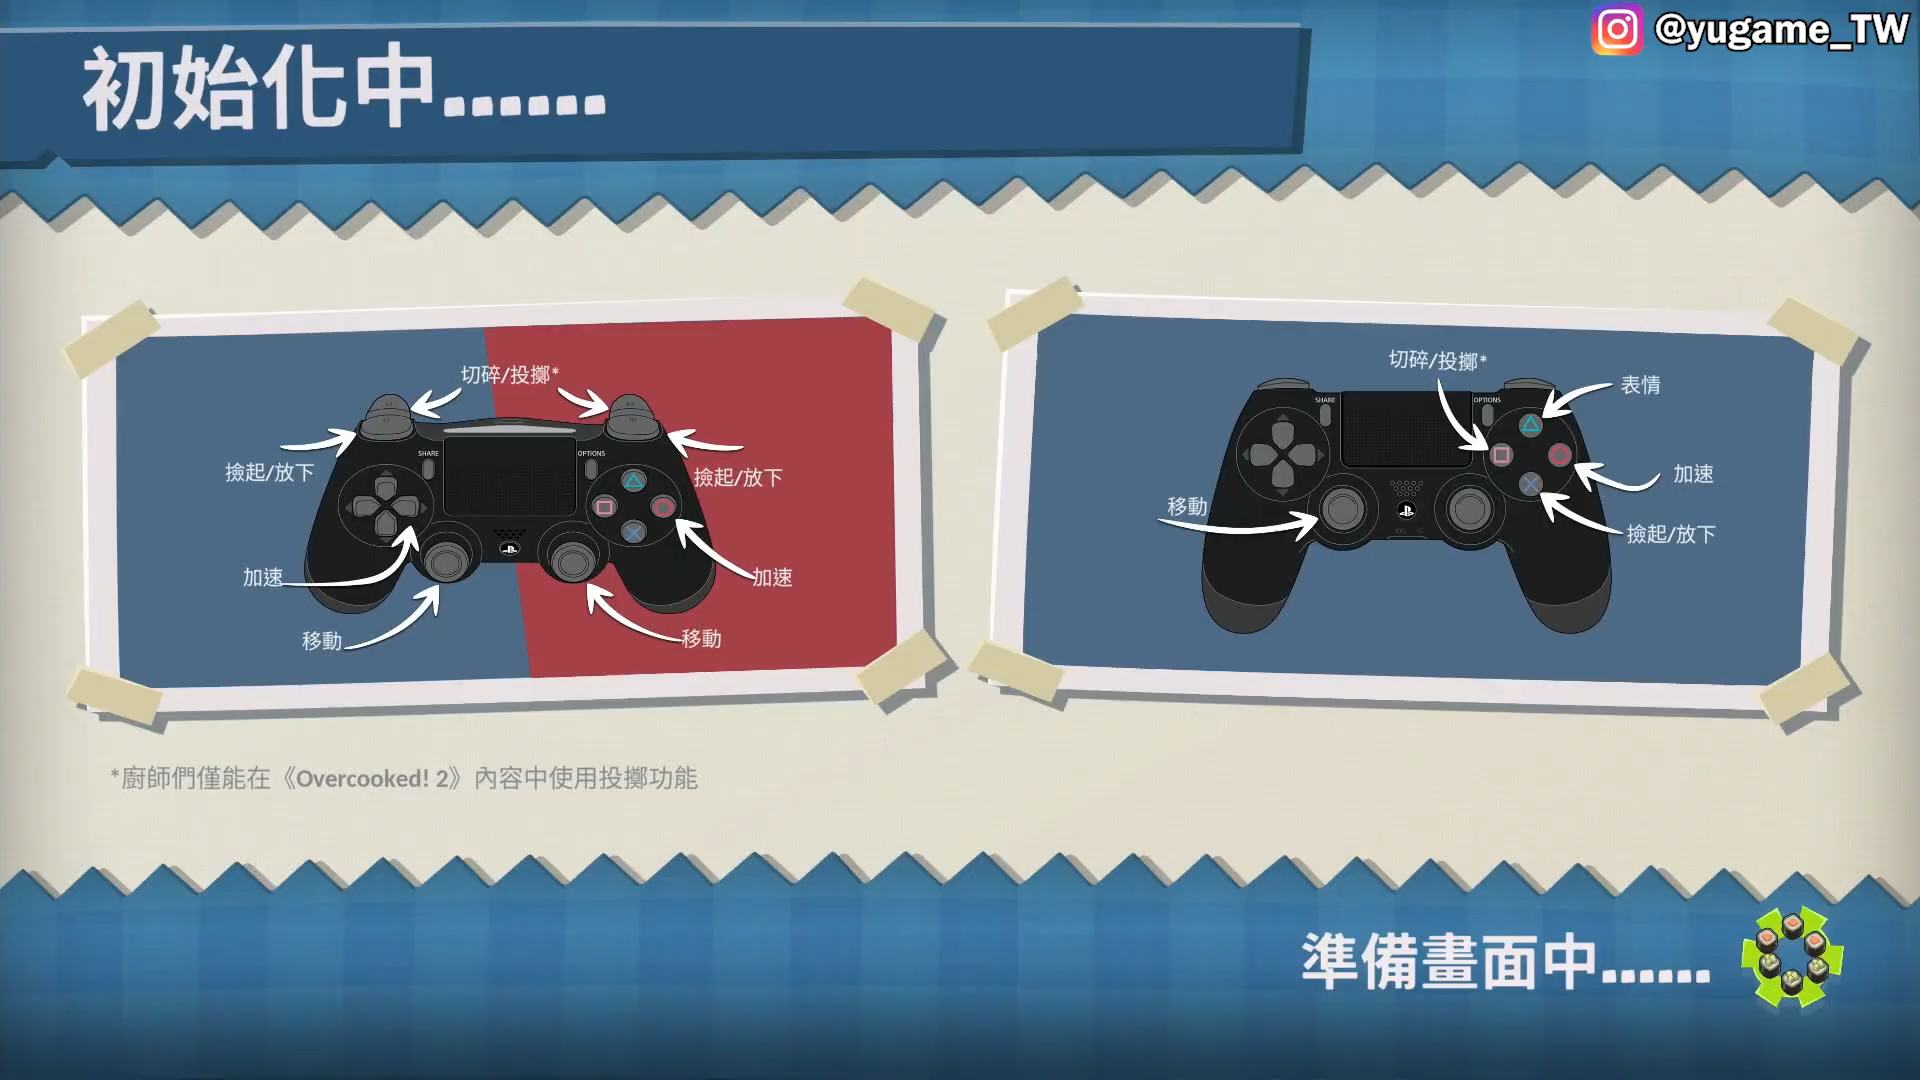 @yugame_TW
初始化中......
切碎/投擲*
撿起/放下
撿起/放下
SHARE
OPTIONS
加速
加速
移動
移動
切碎/投擲*
表情
SHARE
OPTIONS
加速
移動
撿起/放下
*廚師們僅能在《Overcooked! 2》內容中使用投擲功能
準備畫面中......